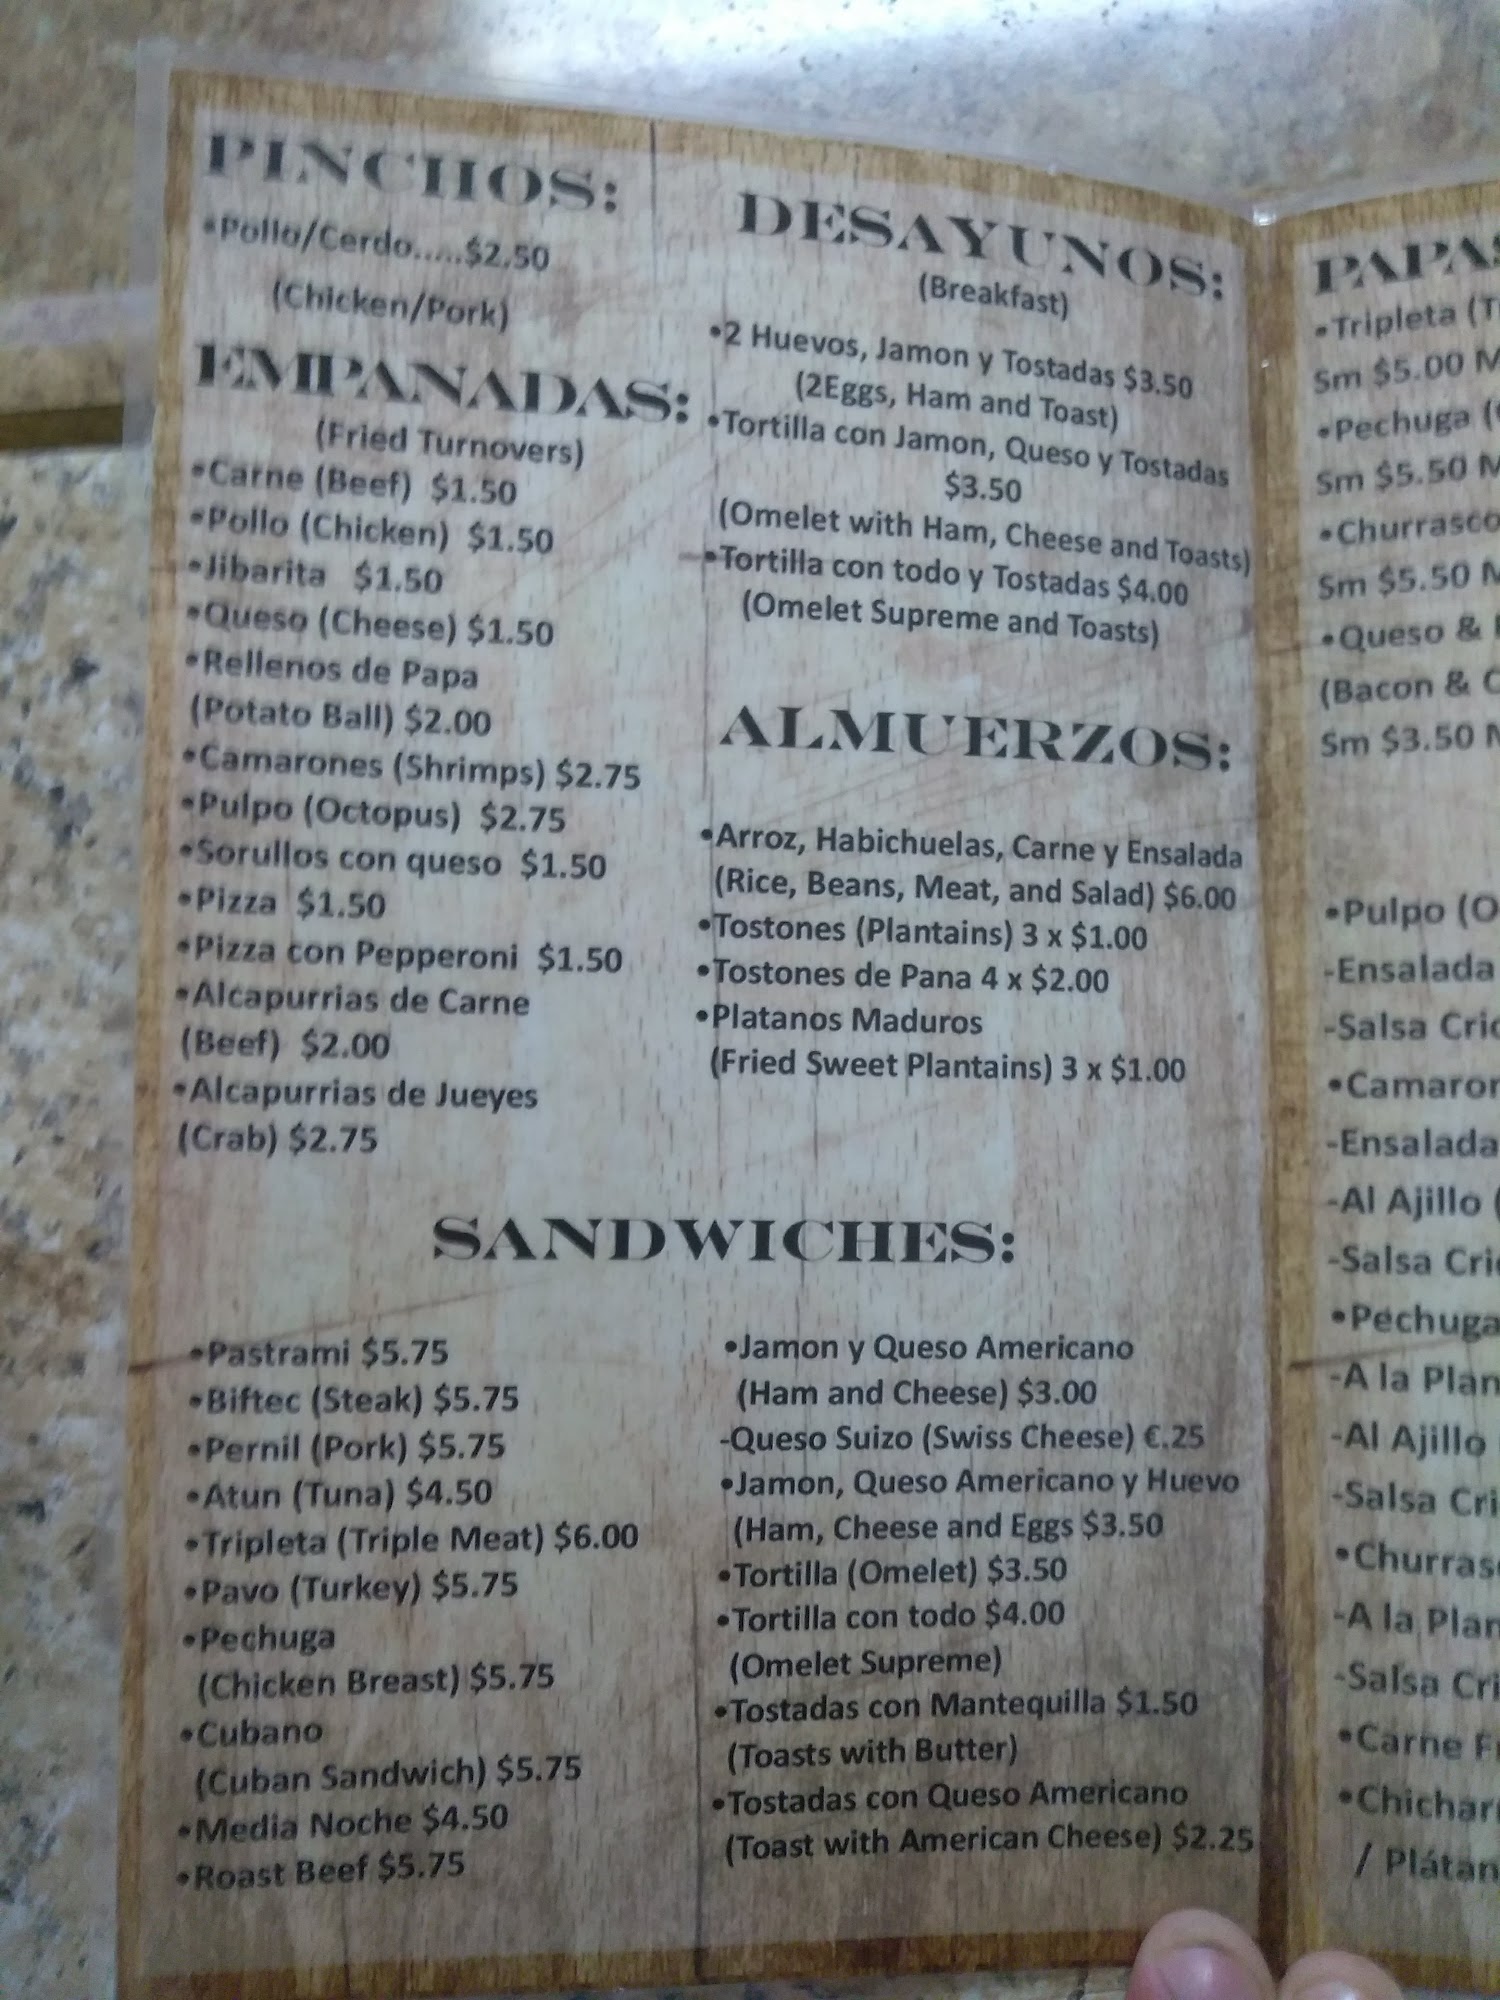 PINCHOS:
•Pollo/Cerdo.....$2.50
(Chicken/Pork)
EMPANADAS:
(Fried Turnovers)
•Carne (Beef) $1.50
•Pollo (Chicken) $1.50
•Jibarita $1.50
•Queso (Cheese) $1.50
•Rellenos de Papa
(Potato Ball) $2.00
•Camarones (Shrimps) $2.75
•Pulpo (Octopus) $2.75
•Sorullos con queso $1.50
•Pizza $1.50
•Pizza con Pepperoni $1.50
•Alcapurrias de Carne
(Beef) $2.00
•Alcapurrias de Jueyes
(Crab) $2.75
DESAYUNOS:
(Breakfast)
•2 Huevos, Jamon y Tostadas $3.50
(2Eggs, Ham and Toast)
•Tortilla con Jamon, Queso y Tostadas
$3.50
(Omelet with Ham, Cheese and Toasts)
•Tortilla con todo y Tostadas $4.00
(Omelet Supreme and Toasts)
ALMUERZOS:
•Arroz, Habichuelas, Carne y Ensalada
(Rice, Beans, Meat, and Salad) $6.00
•Tostones (Plantains) 3 x $1.00
•Tostones de Pana 4 x $2.00
•Platanos Maduros
(Fried Sweet Plantains) 3 x $1.00
SANDWICHES:
•Pastrami $5.75
•Biftec (Steak) $5.75
•Pernil (Pork) $5.75
•Atun (Tuna) $4.50
•Tripleta (Triple Meat) $6.00
•Pavo (Turkey) $5.75
•Pechuga
(Chicken Breast) $5.75
•Cubano
(Cuban Sandwich) $5.75
•Media Noche $4.50
•Roast Beef $5.75
•Jamon y Queso Americano
(Ham and Cheese) $3.00
-Queso Suizo (Swiss Cheese) €.25
•Jamon, Queso Americano y Huevo
(Ham, Cheese and Eggs $3.50
•Tortilla (Omelet) $3.50
•Tortilla con todo $4.00
(Omelet Supreme)
•Tostadas con Mantequilla $1.50
(Toasts with Butter)
•Tostadas con Queso Americano
(Toast with American Cheese) $2.25
PAPAS
•Tripleta (T
Sm $5.00 M
•Pechuga (
Sm $5.50 M
•Churrasco
Sm $5.50 M
•Queso &
(Bacon & C
Sm $3.50 M
•Pulpo (O
-Ensalada
-Salsa Crio
•Camaron
-Ensalada
-Al Ajillo (
-Salsa Crio
•Pechuga
-A la Plan
-Al Ajillo
-Salsa Cri
•Churras
-A la Plan
-Salsa Cri
•Carne F
•Chichar
/ Plátan